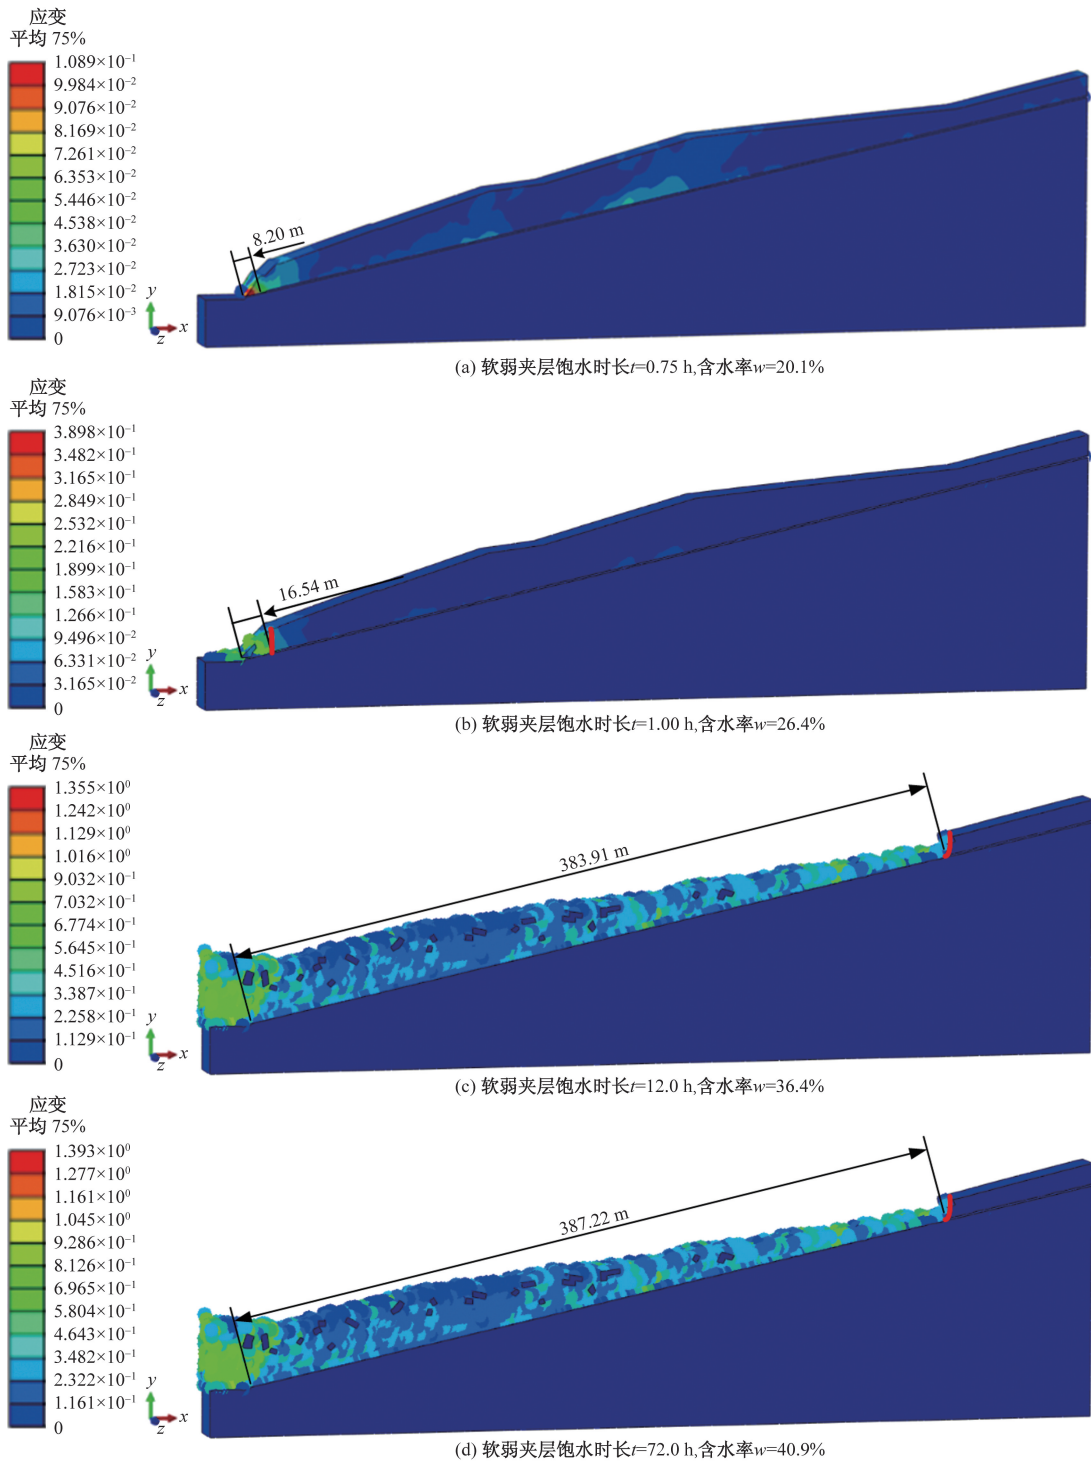 应变
平均 75%
1.089×10⁻¹
9.984×10⁻²
9.076×10⁻²
8.169×10⁻²
7.261×10⁻²
6.353×10⁻²
5.446×10⁻²
4.538×10⁻²
3.630×10⁻²
2.723×10⁻²
1.815×10⁻²
9.076×10⁻³
0
8.20 m
y
x
z
(a) 软弱夹层饱水时长t=0.75 h,含水率w=20.1%
应变
平均 75%
3.898×10⁻¹
3.482×10⁻¹
3.165×10⁻¹
2.849×10⁻¹
2.532×10⁻¹
2.216×10⁻¹
1.899×10⁻¹
1.583×10⁻¹
1.266×10⁻¹
9.496×10⁻²
6.331×10⁻²
3.165×10⁻²
0
16.54 m
y
x
z
(b) 软弱夹层饱水时长t=1.00 h,含水率w=26.4%
应变
平均 75%
1.355×10⁰
1.242×10⁰
1.129×10⁰
1.016×10⁰
9.032×10⁻¹
7.032×10⁻¹
6.774×10⁻¹
5.645×10⁻¹
4.516×10⁻¹
3.387×10⁻¹
2.258×10⁻¹
1.129×10⁻¹
0
383.91 m
y
x
z
(c) 软弱夹层饱水时长t=12.0 h,含水率w=36.4%
应变
平均 75%
1.393×10⁰
1.277×10⁰
1.161×10⁰
1.045×10⁰
9.286×10⁻¹
8.126×10⁻¹
6.965×10⁻¹
5.804×10⁻¹
4.643×10⁻¹
3.482×10⁻¹
2.322×10⁻¹
1.161×10⁻¹
0
387.22 m
y
x
z
(d) 软弱夹层饱水时长t=72.0 h,含水率w=40.9%